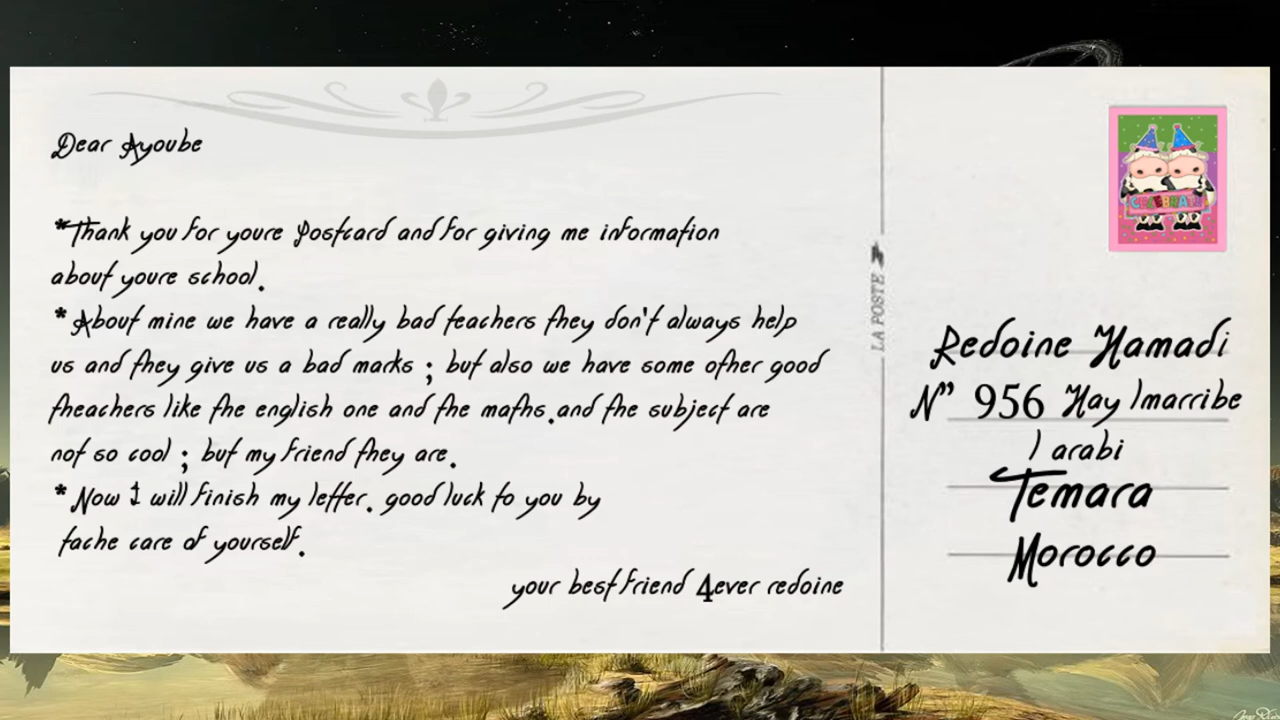 Dear Ayoube
*Thank you for youre Postcard and for giving me information
about youre school.
* About mine we have a really bad teachers they don't always help
us and they give us a bad marks ; but also we have some other good
theachers like the english one and the maths.and the subject are
not so cool ; but my friend they are.
* Now I will finish my letter. good luck to you by
tache care of yourself.
your best friend 4ever redoine
LA POSTE
CELEBRATE
Redoine Hamadi
N" 956 Hay lmarribe
l arabi
Temara
Morocco